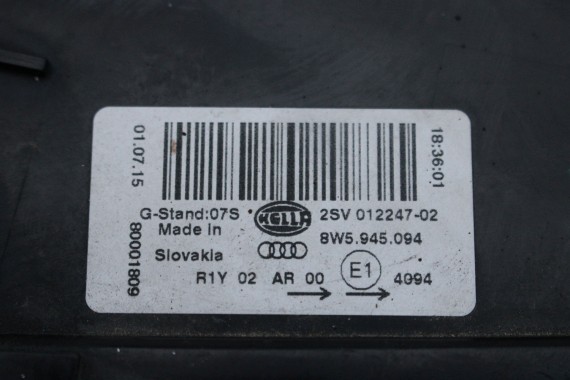 01.07.15
80001809
18:36:01
G-Stand:07S
HELLA
2SV 012247-02
Made In
8W5.945.094
Slovakia
R1Y 02 AR 00
E1
4094